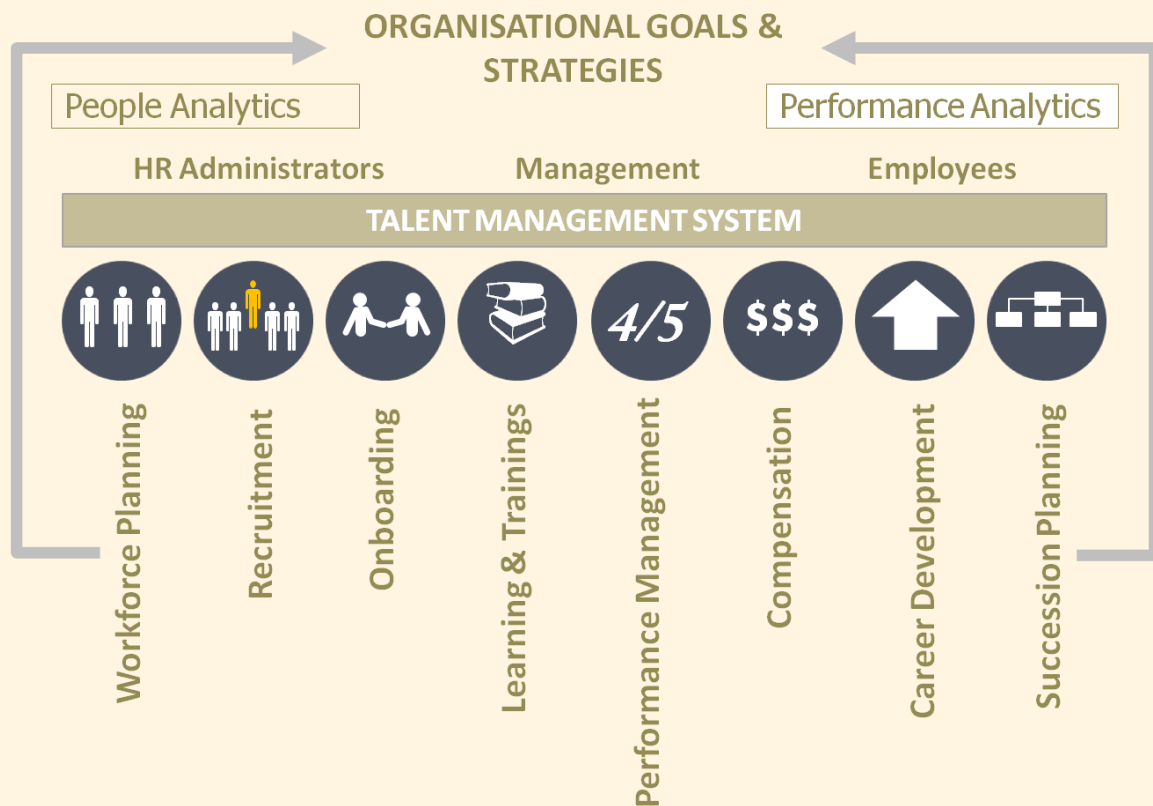 ORGANISATIONAL GOALS &
STRATEGIES
People Analytics
Performance Analytics
HR Administrators
Management
Employees
TALENT MANAGEMENT SYSTEM
4/5
$$$
Workforce Planning
Recruitment
Onboarding
Learning & Trainings
Performance Management
Compensation
Career Development
Succession Planning